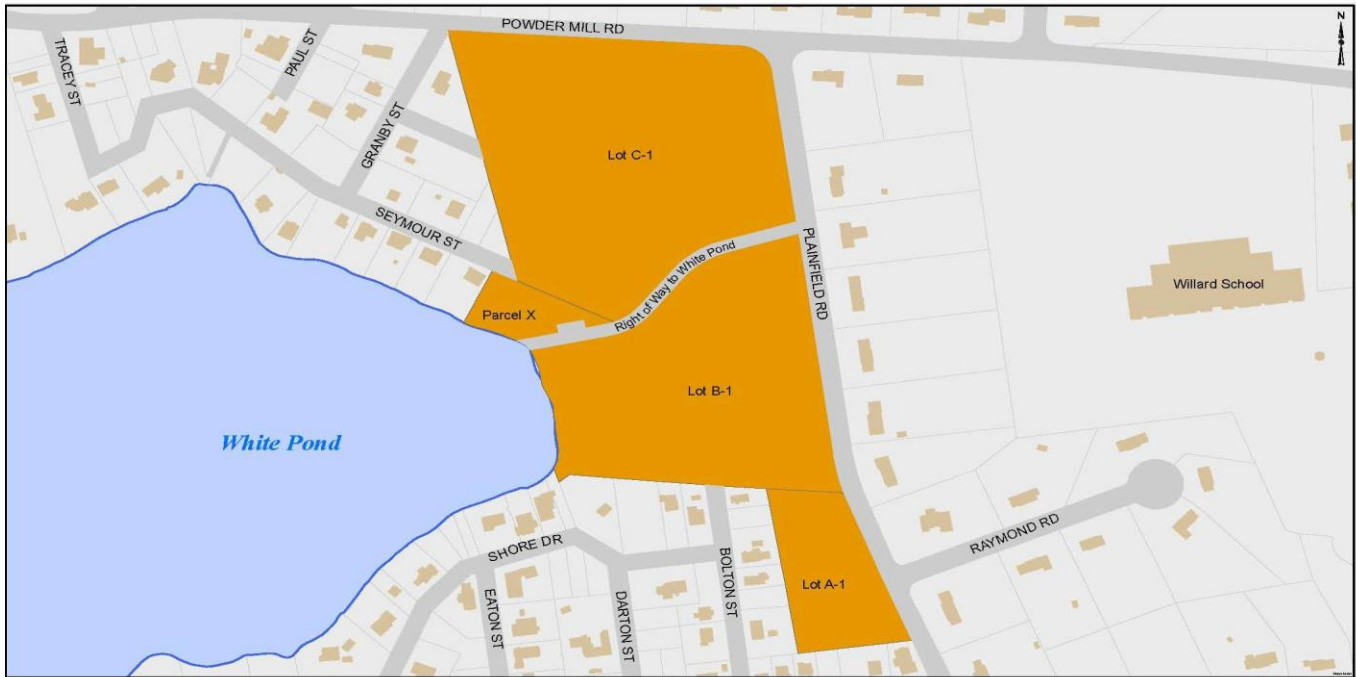 POWDER MILL RD
N
TRACEY ST
PAUL ST
GRANBY ST
Lot C-1
SEYMOUR ST
PLAINFIELD RD
Right of Way to White Pond
Willard School
Parcel X
Lot B-1
White Pond
RAYMOND RD
SHORE DR
BOLTON ST
Lot A-1
EATON ST
DARTON ST